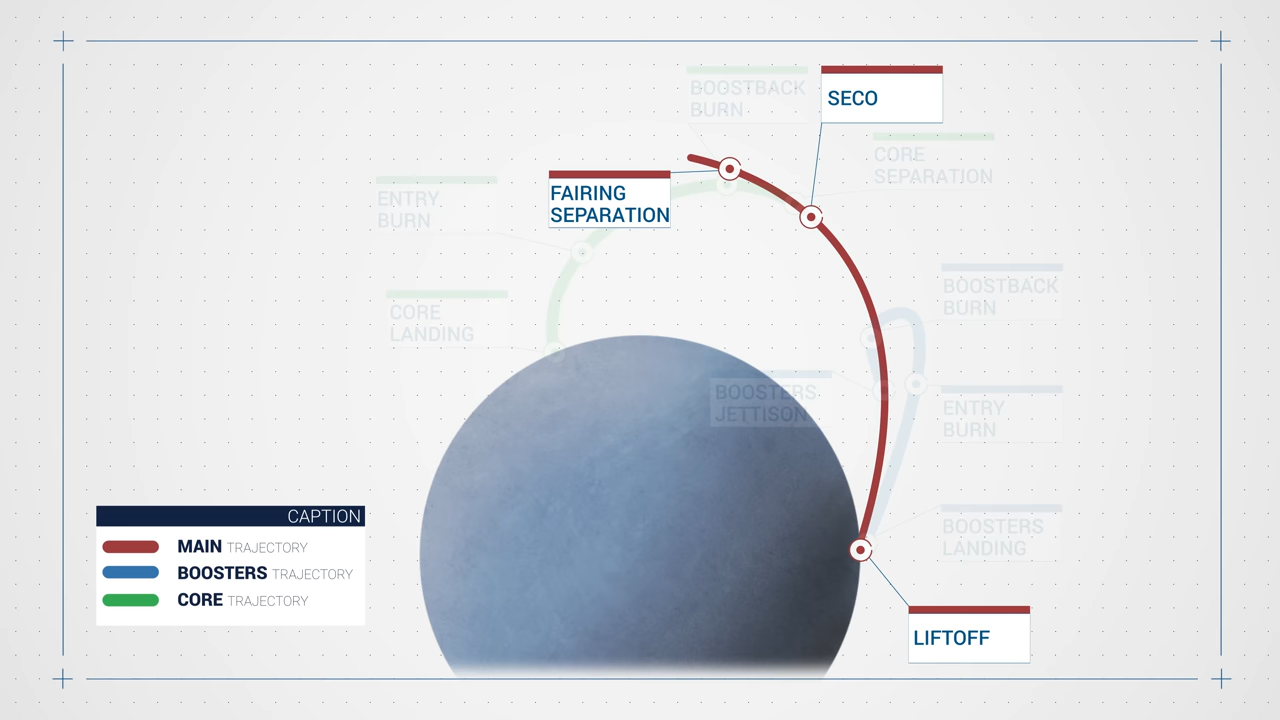 BOOSTBACK
BURN
SECO
CORE
SEPARATION
FAIRING
SEPARATION
ENTRY
BURN
CORE
LANDING
BOOSTBACK
BURN
BOOSTERS
JETTISON
ENTRY
BURN
BOOSTERS
LANDING
LIFTOFF
CAPTION
MAIN TRAJECTORY
BOOSTERS TRAJECTORY
CORE TRAJECTORY